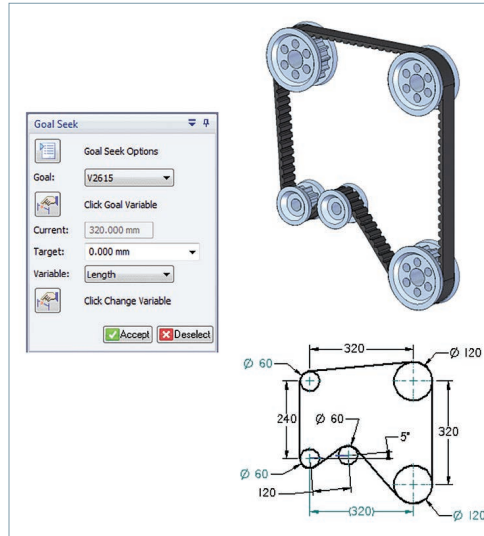 Goal Seek
Goal Seek Options
Goal: V2615
Click Goal Variable
Current: 320.000 mm
Target: 0.000 mm
Variable: Length
Click Change Variable
Accept Deselect
320
Ø 60
Ø 120
240
Ø 60
320
5°
Ø 60
120
(320)
Ø 120